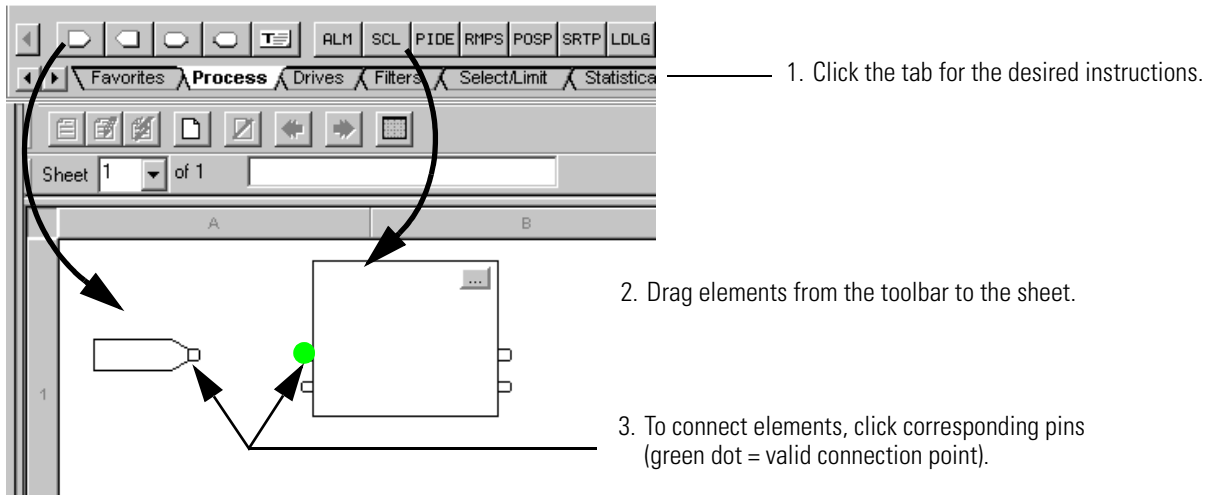 T ALM SCL PIDE RMPS POSP SRTP LDLG
Favorites Process Drives Filters Select/Limit Statistica
1. Click the tab for the desired instructions.
Sheet 1 of 1
A B
...
2. Drag elements from the toolbar to the sheet.
1
3. To connect elements, click corresponding pins
(green dot = valid connection point).